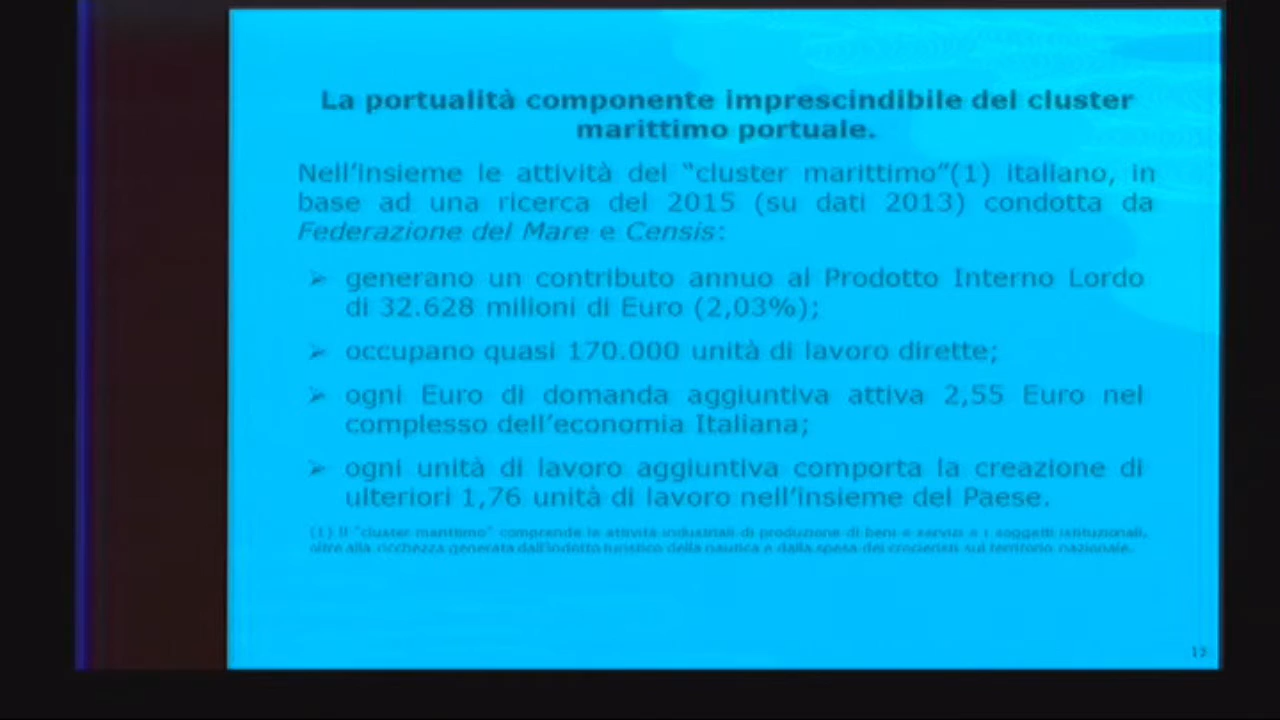 La portualità componente imprescindibile del cluster
marittimo portuale.
Nell'insieme le attività del "cluster marittimo"(1) italiano, in
base ad una ricerca del 2015 (su dati 2013) condotta da
Federazione del Mare e Censis:
➢ generano un contributo annuo al Prodotto Interno Lordo
di 32.628 milioni di Euro (2,03%);
➢ occupano quasi 170.000 unità di lavoro dirette;
➢ ogni Euro di domanda aggiuntiva attiva 2,55 Euro nel
complesso dell'economia Italiana;
➢ ogni unità di lavoro aggiuntiva comporta la creazione di
ulteriori 1,76 unità di lavoro nell'insieme del Paese.
(1) Il "cluster marittimo" comprende le attività industriali di produzione di beni e servizi e i soggetti istituzionali,
oltre alla ricchezza generata dall'indotto turistico della nautica e dalla spesa dei crocieristi sul territorio nazionale.